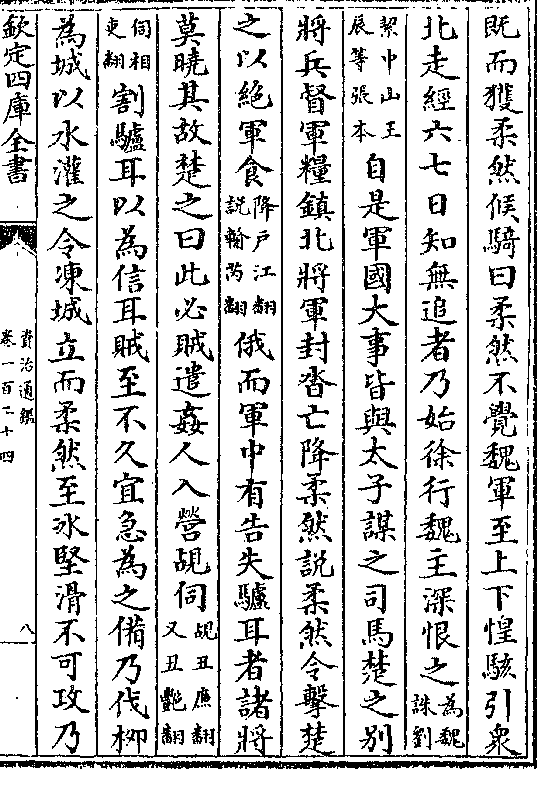 既而獲柔然候騎曰柔然不覺魏軍至上下惶駭引衆
北走經六七日知無追者乃始徐行魏主深恨之為魏誅劉
絜中山王辰等張本自是軍國大事皆與太子謀之司馬楚之别
將兵督軍糧鎮北將軍封沓亡降柔然説柔然令擊楚
之以絶軍食降戶江翻説輸芮翻俄而軍中有告失驢耳者諸將
莫曉其故楚之曰此必賊遣姦人入營覘伺覘丑亷翻又丑艶翻
伺相吏翻割驢耳以為信耳賊至不久宜急為之備乃伐柳
為城以水灌之令凍城立而柔然至冰堅滑不可攻乃
欽定四庫全書
資治通鑑
卷一百二十四
八